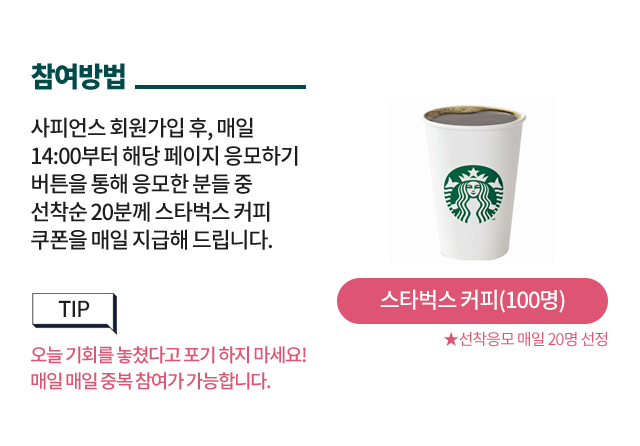 참여방법
사피언스 회원가입 후, 매일
14:00부터 해당 페이지 응모하기
버튼을 통해 응모한 분들 중
선착순 20분께 스타벅스 커피
쿠폰을 매일 지급해 드립니다.
TIP
오늘 기회를 놓쳤다고 포기 하지 마세요!
매일 매일 중복 참여가 가능합니다.
스타벅스 커피(100명)
★선착응모 매일 20명 선정